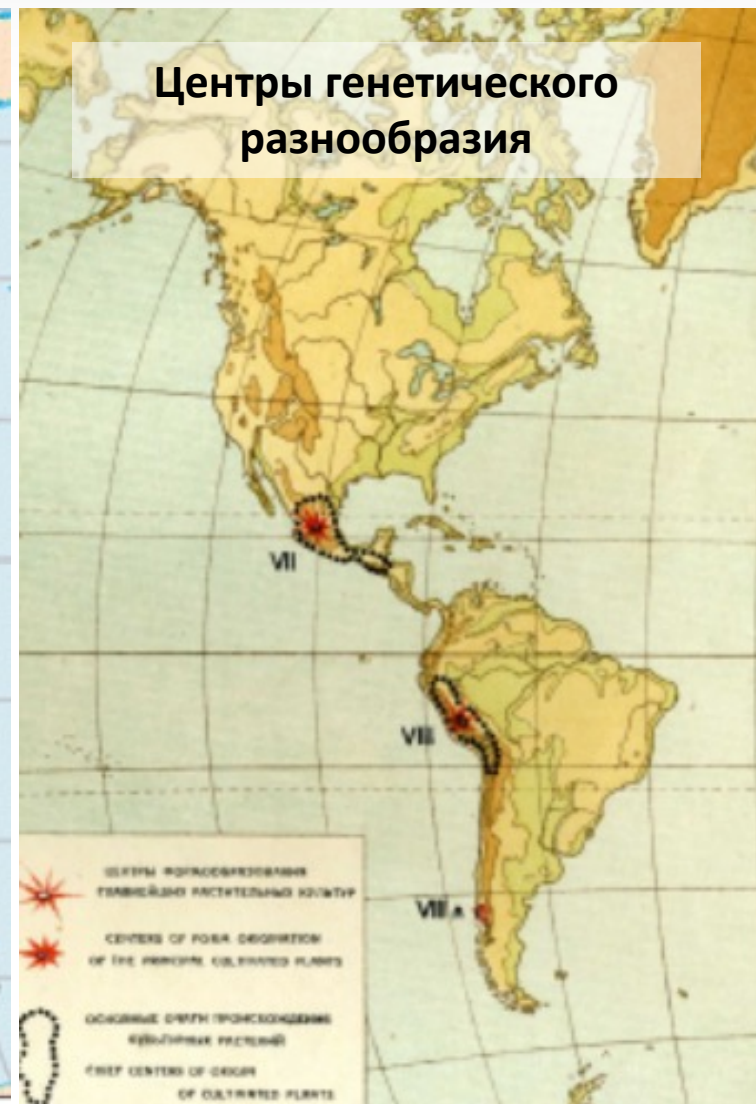 Центры генетического
разнообразия
VII
VIII
VIII A
ЦЕНТРЫ ФОРМООБРАЗОВАНИЯ
ГЛАВНЕЙШИХ РАСТИТЕЛЬНЫХ КУЛЬТУР
CENTERS OF FORM ORIGINATION
OF THE PRINCIPAL CULTIVATED PLANTS
ОСНОВНЫЕ ОЧАГИ ПРОИСХОЖДЕНИЯ
КУЛЬТУРНЫХ РАСТЕНИЙ
CHIEF CENTERS OF ORIGIN
OF CULTIVATED PLANTS